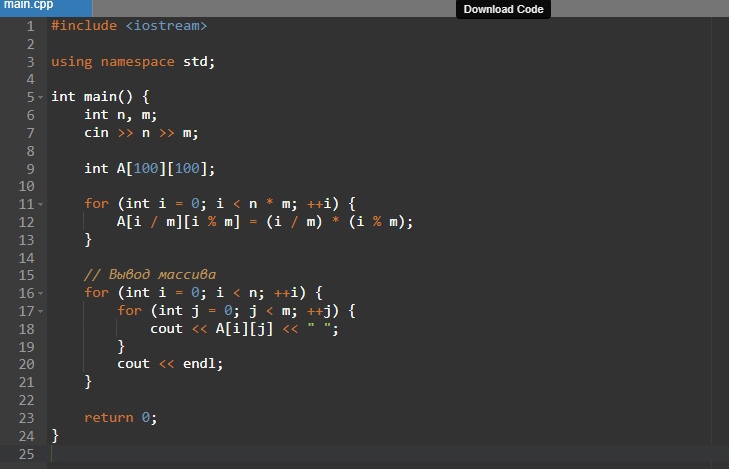 main.cpp
Download Code
1 #include <iostream>
2
3 using namespace std;
4
5 int main() {
6     int n, m;
7     cin >> n >> m;
8
9     int A[100][100];
10
11     for (int i = 0; i < n * m; ++i) {
12         A[i / m][i % m] = (i / m) * (i % m);
13     }
14
15     // Вывод массива
16     for (int i = 0; i < n; ++i) {
17         for (int j = 0; j < m; ++j) {
18             cout << A[i][j] << " ";
19         }
20         cout << endl;
21     }
22
23     return 0;
24 }
25